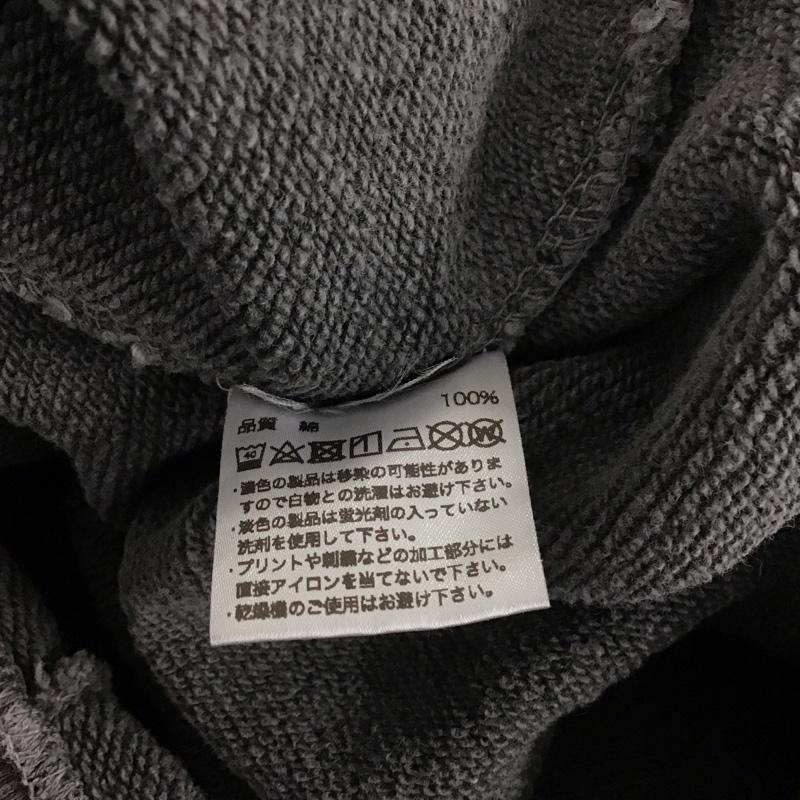 品質 綿 100%
40 W
・濃色の製品は移染の可能性がありま
すので白物との洗濯はお避け下さい。
・淡色の製品は蛍光剤の入っていない
洗剤を使用して下さい。
・プリントや刺繍などの加工部分には
直接アイロンを当てないで下さい。
・乾燥機のご使用はお避け下さい。